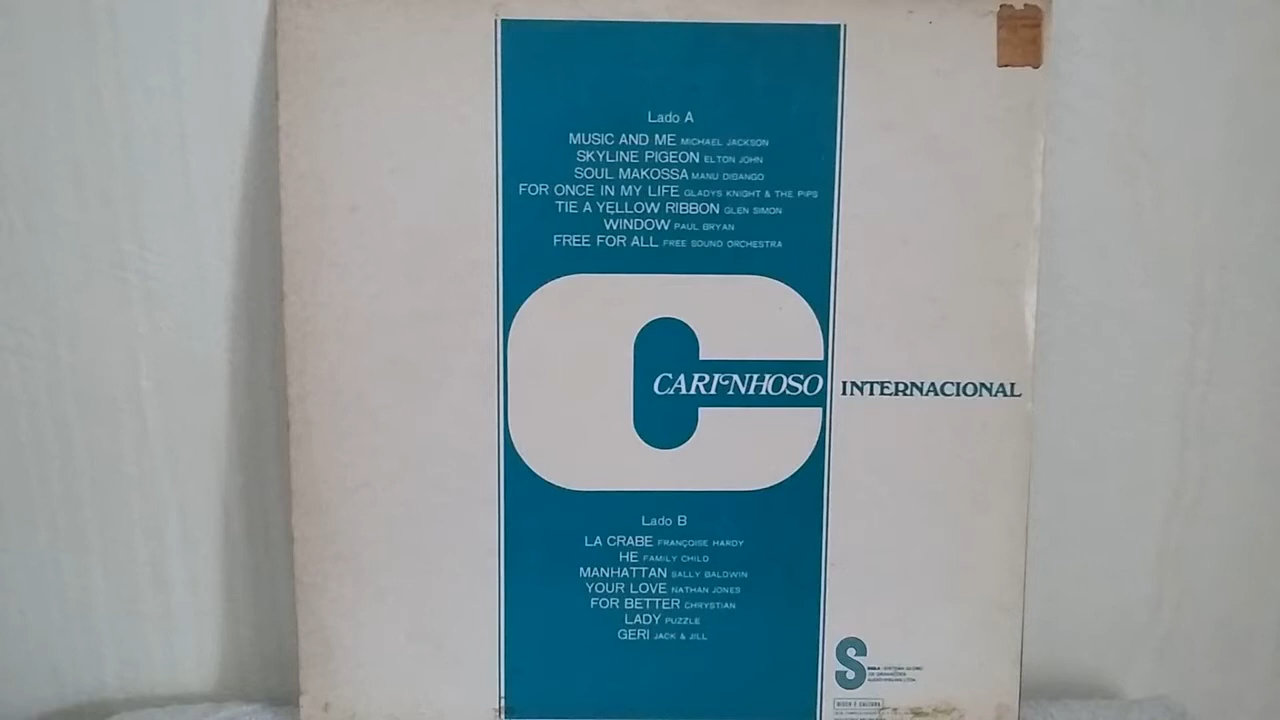 Lado A
MUSIC AND ME MICHAEL JACKSON
SKYLINE PIGEON ELTON JOHN
SOUL MAKOSSA MANU DIBANGO
FOR ONCE IN MY LIFE GLADYS KNIGHT & THE PIPS
TIE A YELLOW RIBBON GLEN SIMON
WINDOW PAUL BRYAN
FREE FOR ALL FREE SOUND ORCHESTRA
CARINHOSO INTERNACIONAL
Lado B
LA CRABE FRANÇOISE HARDY
HE FAMILY CHILD
MANHATTAN SALLY BALDWIN
YOUR LOVE NATHAN JONES
FOR BETTER CHRYSTIAN
LADY PUZZLE
GERI JACK & JILL
DISCO É CULTURA